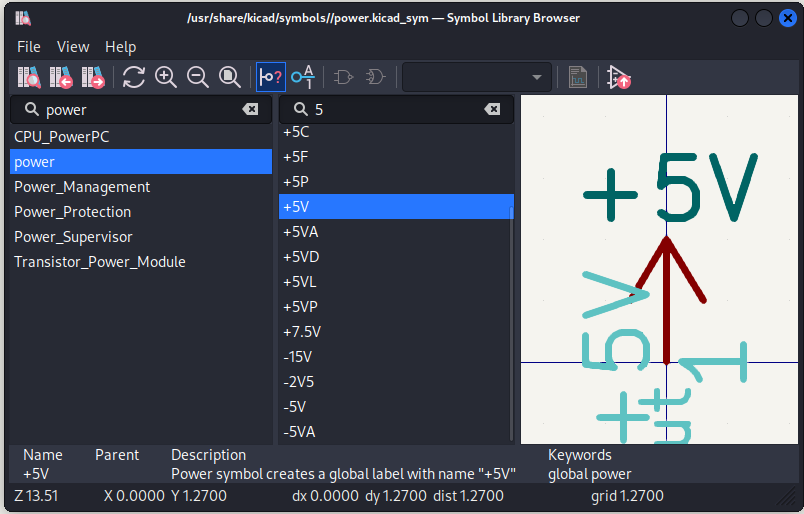 /usr/share/kicad/symbols//power.kicad_sym — Symbol Library Browser
File View Help
power
CPU_PowerPC
power
Power_Management
Power_Protection
Power_Supervisor
Transistor_Power_Module
5
+5C
+5F
+5P
+5V
+5VA
+5VD
+5VL
+5VP
+7.5V
-15V
-2V5
-5V
-5VA
+5V
+5V
1
Name Parent Description Keywords
+5V Power symbol creates a global label with name "+5V" global power
Z 13.51 X 0.0000 Y 1.2700 dx 0.0000 dy 1.2700 dist 1.2700 grid 1.2700